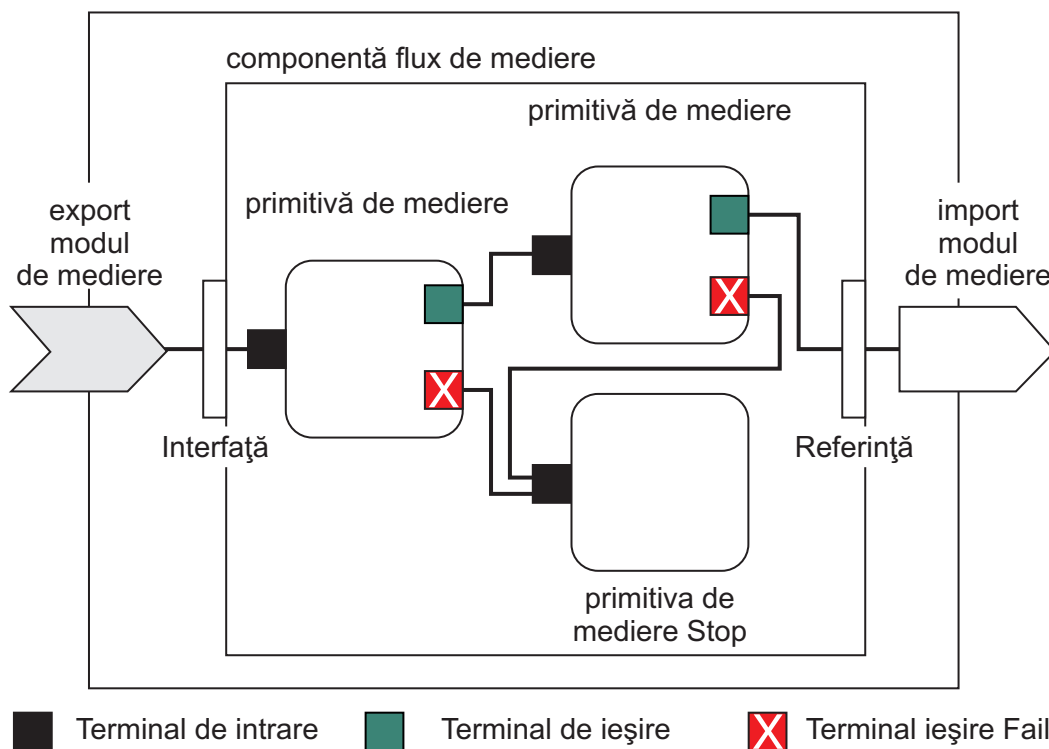 componentă flux de mediere
primitivă de mediere
primitivă de mediere
export
modul
de mediere
import
modul
de mediere
Interfaţă
Referinţă
primitiva de
mediere Stop
Terminal de intrare
Terminal de ieşire
Terminal ieşire Fail